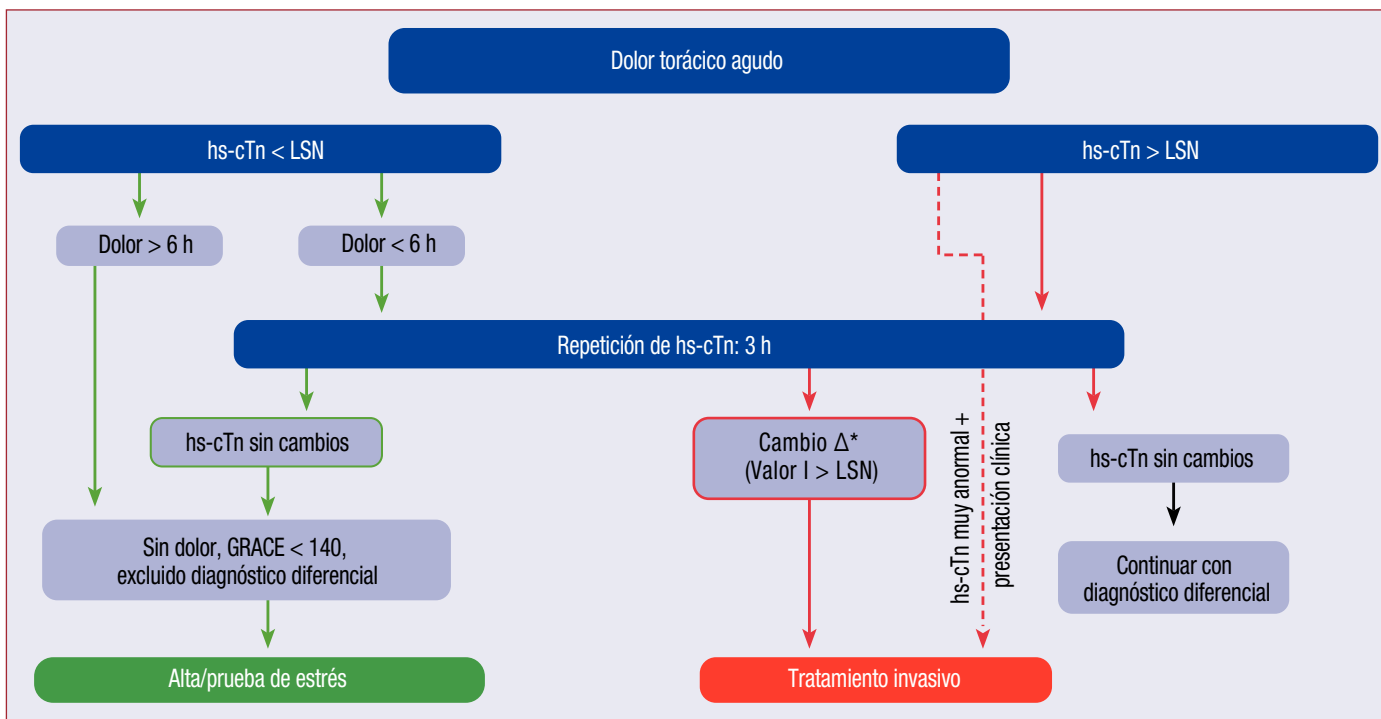 Dolor torácico agudo
hs-cTn < LSN
hs-cTn > LSN
Dolor > 6 h
Dolor < 6 h
Repetición de hs-cTn: 3 h
hs-cTn sin cambios
Cambio Δ*
(Valor I > LSN)
hs-cTn muy anormal +
presentación clínica
hs-cTn sin cambios
Sin dolor, GRACE < 140,
excluido diagnóstico diferencial
Continuar con
diagnóstico diferencial
Alta/prueba de estrés
Tratamiento invasivo